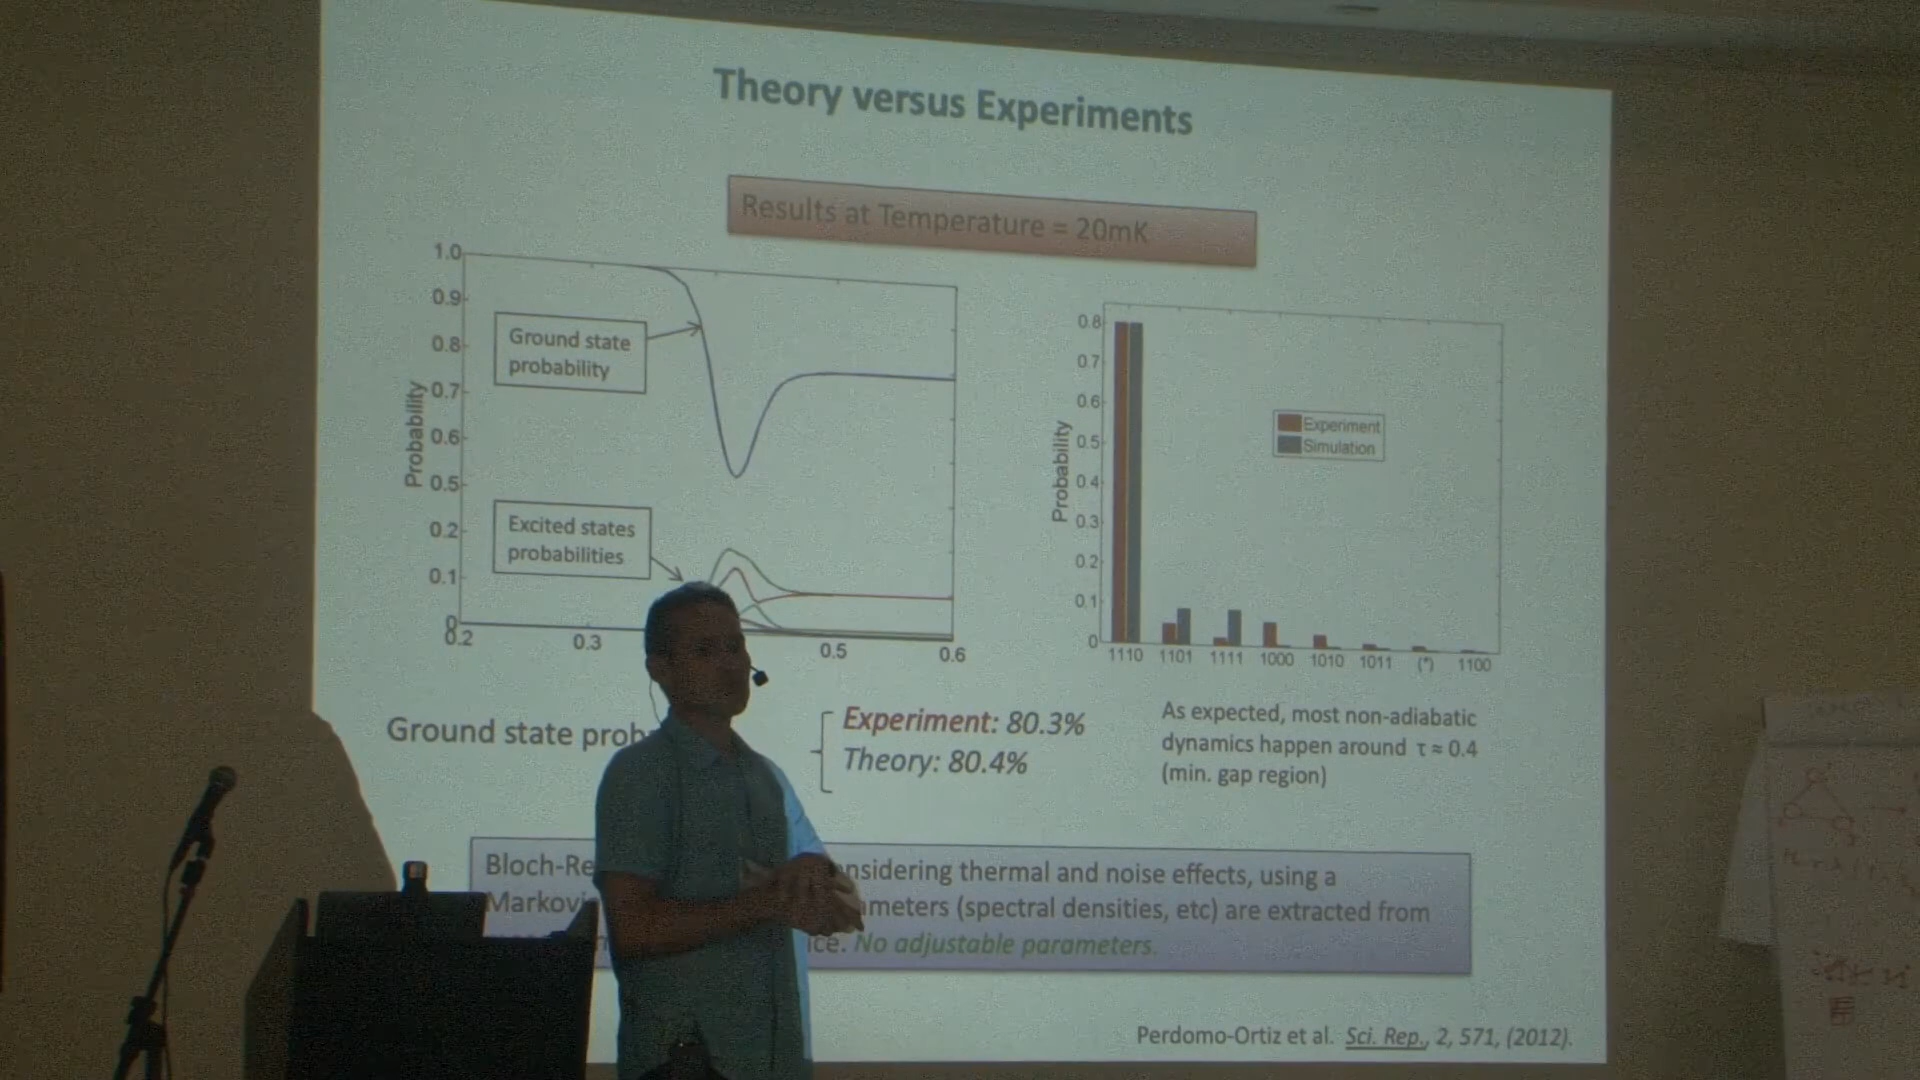 Theory versus Experiments
Results at Temperature = 20mK
1.0
0.9
0.8
0.7
0.6
0.5
0.2
0.1
0
0.2
0.3
0.5
0.6
Probability
Ground state
probability
Excited states
probabilities
0.8
0.7
0.6
0.5
0.4
0.3
0.2
0.1
0
Probability
Experiment
Simulation
1110 1101 1111 1000 1010 1011 (*) 1100
Ground state prob
Experiment: 80.3%
Theory: 80.4%
As expected, most non-adiabatic
dynamics happen around τ ≈ 0.4
(min. gap region)
Bloch-Re nsidering thermal and noise effects, using a
Markovi ameters (spectral densities, etc) are extracted from
ice. No adjustable parameters.
Perdomo-Ortiz et al. Sci. Rep., 2, 571, (2012).